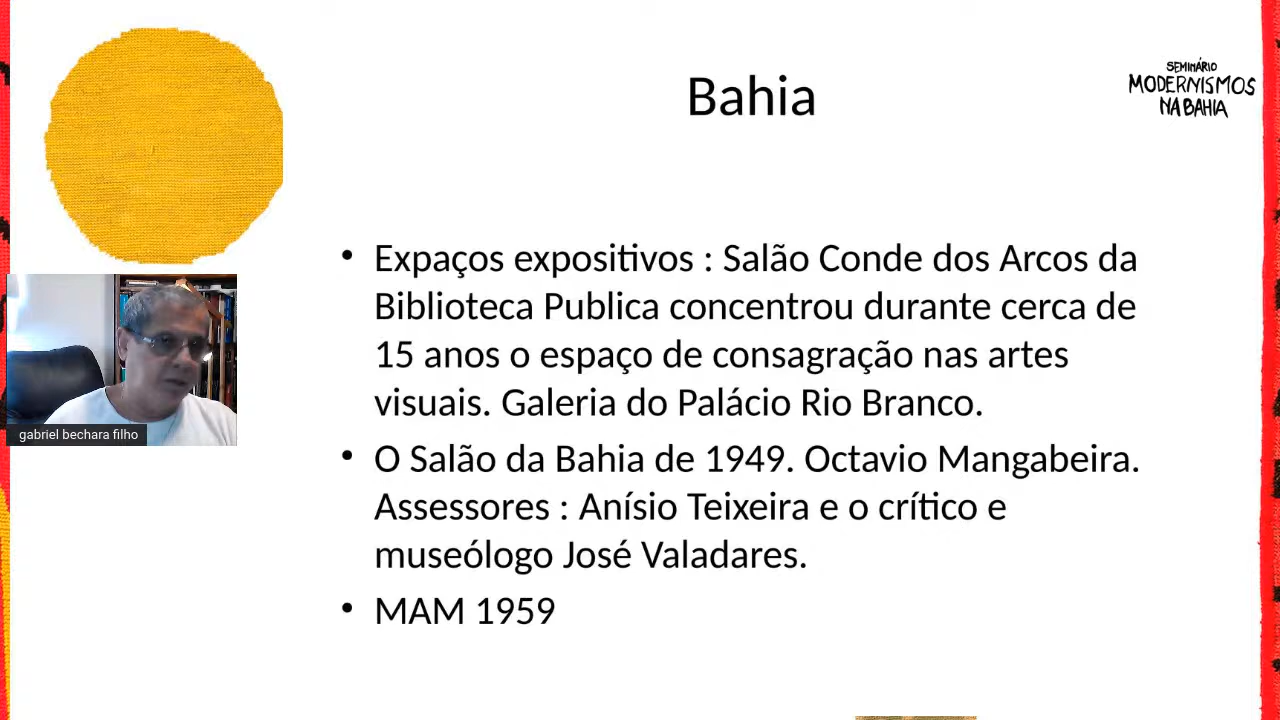 Bahia
SEMINÁRIO
MODERNISMOS
NA BAHIA
• Expaços expositivos : Salão Conde dos Arcos da
Biblioteca Publica concentrou durante cerca de
15 anos o espaço de consagração nas artes
visuais. Galeria do Palácio Rio Branco.
• O Salão da Bahia de 1949. Octavio Mangabeira.
Assessores : Anísio Teixeira e o crítico e
museólogo José Valadares.
• MAM 1959
gabriel bechara filho